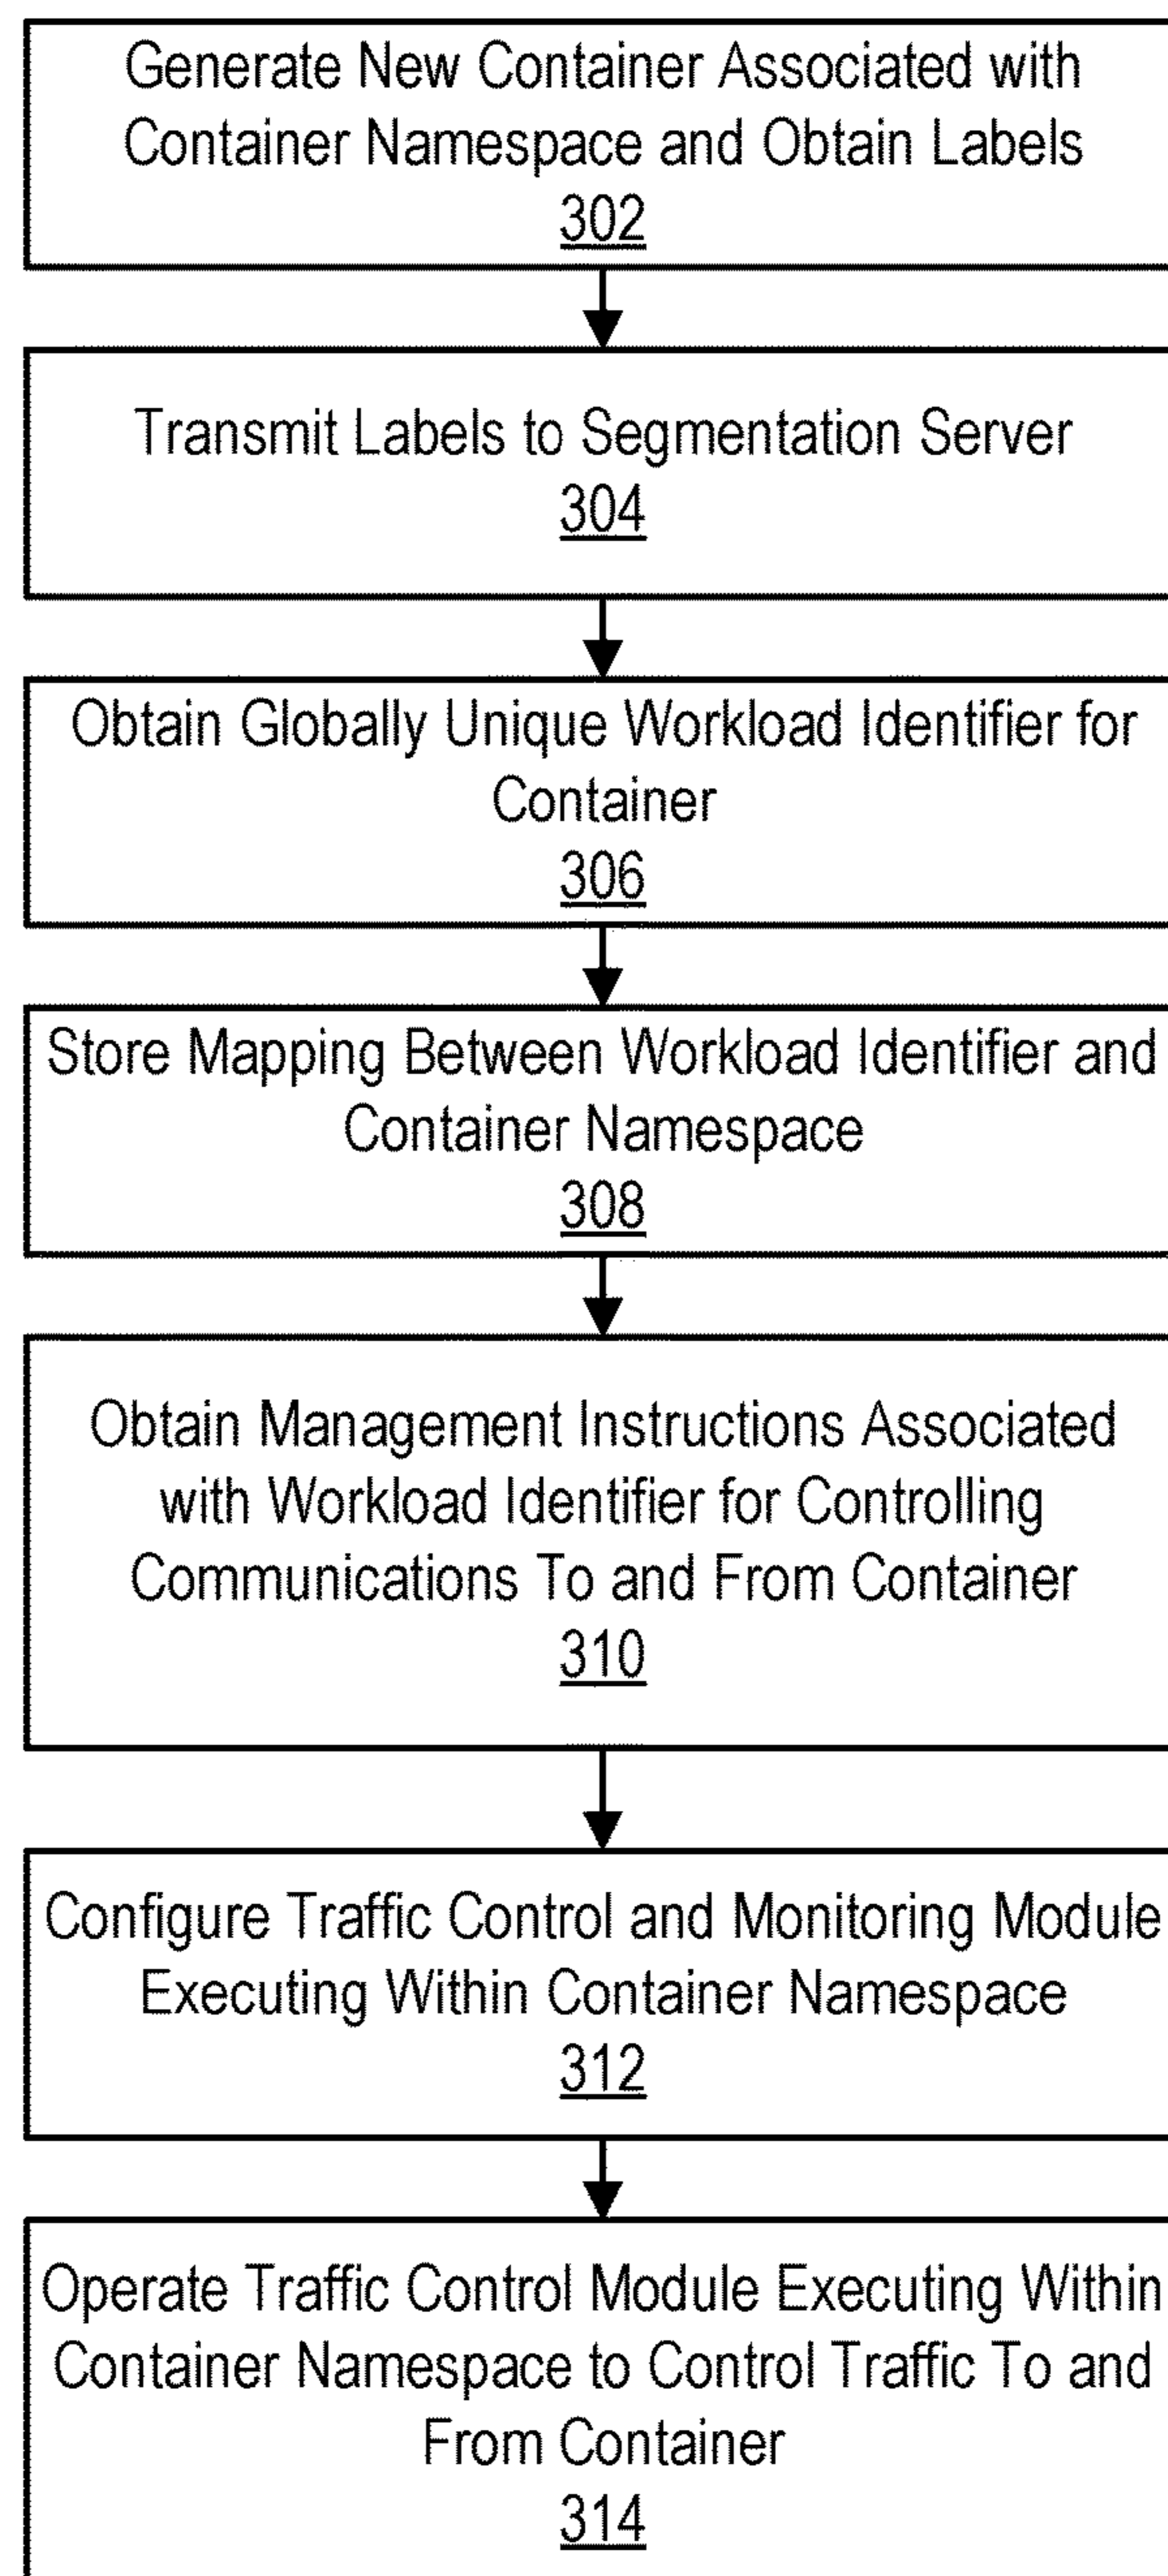 Generate New Container Associated with
Container Namespace and Obtain Labels
302
Transmit Labels to Segmentation Server
304
Obtain Globally Unique Workload Identifier for
Container
306
Store Mapping Between Workload Identifier and
Container Namespace
308
Obtain Management Instructions Associated
with Workload Identifier for Controlling
Communications To and From Container
310
Configure Traffic Control and Monitoring Module
Executing Within Container Namespace
312
Operate Traffic Control Module Executing Within
Container Namespace to Control Traffic To and
From Container
314